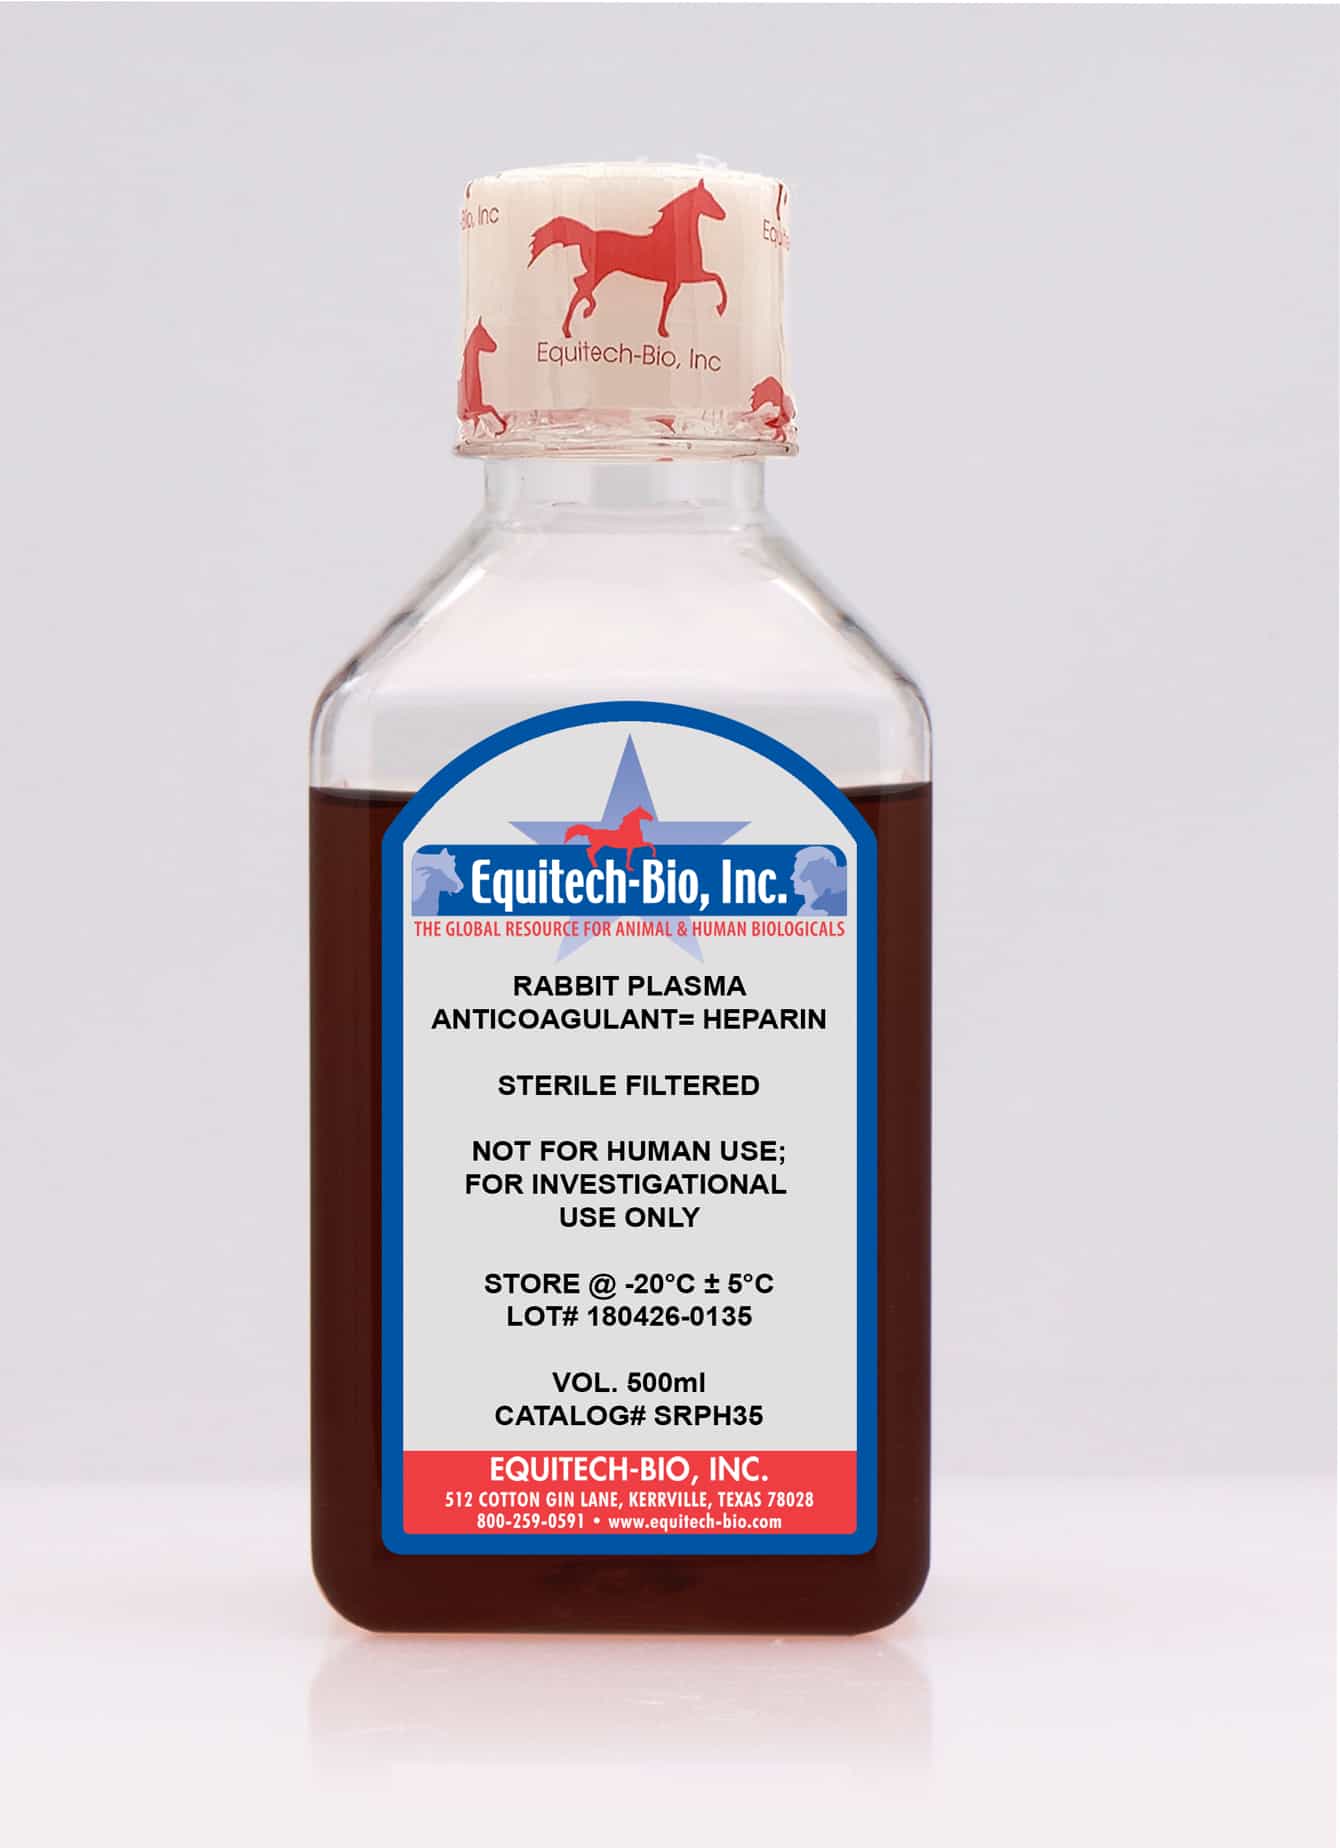 Bio, Inc
Equitech-Bio, Inc
Equitech-Bio, Inc.
THE GLOBAL RESOURCE FOR ANIMAL & HUMAN BIOLOGICALS
RABBIT PLASMA
ANTICOAGULANT= HEPARIN
STERILE FILTERED
NOT FOR HUMAN USE;
FOR INVESTIGATIONAL
USE ONLY
STORE @ -20°C ± 5°C
LOT# 180426-0135
VOL. 500ml
CATALOG# SRPH35
EQUITECH-BIO, INC.
512 COTTON GIN LANE, KERRVILLE, TEXAS 78028
800-259-0591 • www.equitech-bio.com